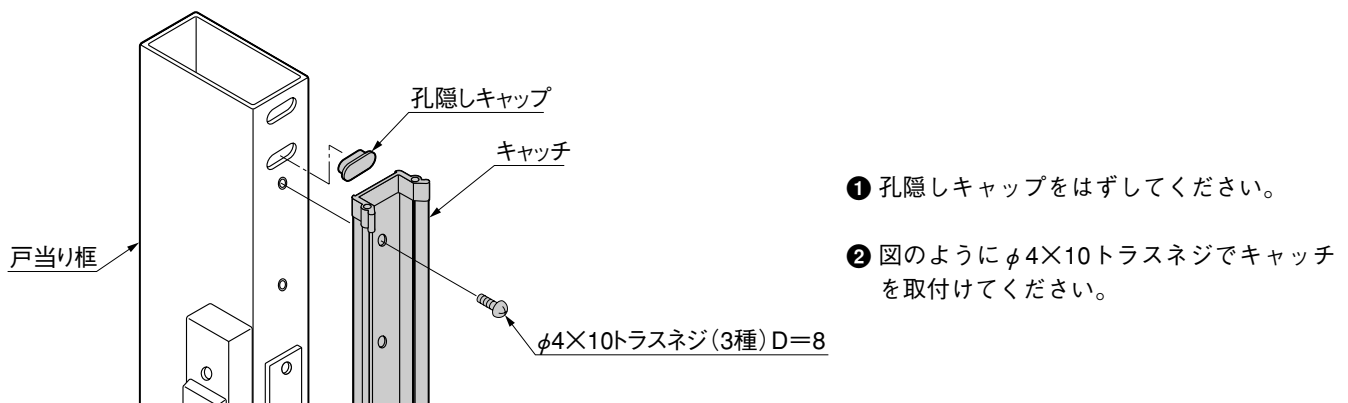 孔隠しキャップ
キャッチ
戸当り框
φ4×10トラスネジ（3種）D＝8
❶ 孔隠しキャップをはずしてください。
❷ 図のようにφ4×10トラスネジでキャッチ
を取付けてください。